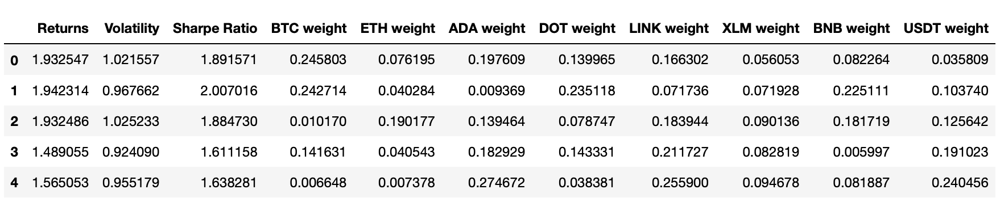 Returns Volatility Sharpe Ratio BTC weight ETH weight ADA weight DOT weight LINK weight XLM weight BNB weight USDT weight
0 1.932547 1.021557 1.891571 0.245803 0.076195 0.197609 0.139965 0.166302 0.056053 0.082264 0.035809
1 1.942314 0.967662 2.007016 0.242714 0.040284 0.009369 0.235118 0.071736 0.071928 0.225111 0.103740
2 1.932486 1.025233 1.884730 0.010170 0.190177 0.139464 0.078747 0.183944 0.090136 0.181719 0.125642
3 1.489055 0.924090 1.611158 0.141631 0.040543 0.182929 0.143331 0.211727 0.082819 0.005997 0.191023
4 1.565053 0.955179 1.638281 0.006648 0.007378 0.274672 0.038381 0.255900 0.094678 0.081887 0.240456